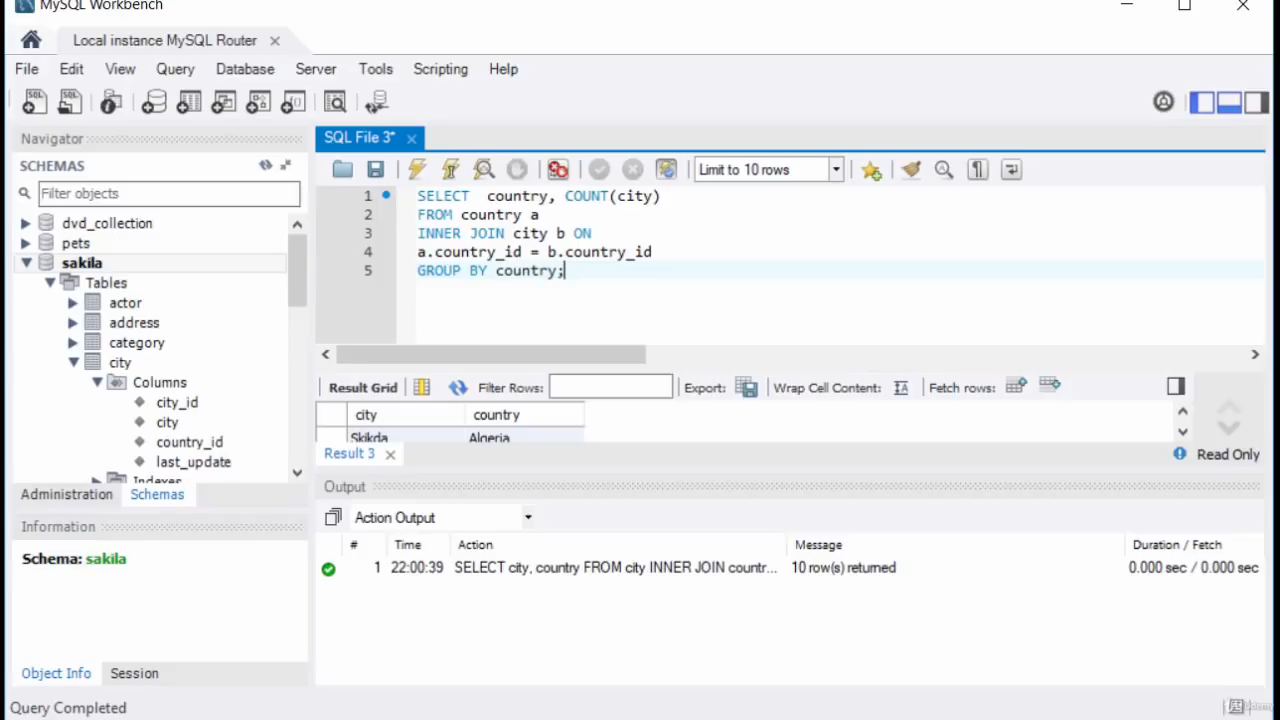 MySQL Workbench
Local instance MySQL Router
File Edit View Query Database Server Tools Scripting Help
Navigator
SCHEMAS
Filter objects
dvd_collection
pets
sakila
Tables
actor
address
category
city
Columns
city_id
city
country_id
last_update
Indexes
Administration Schemas
Information
Schema: sakila
Object Info Session
SQL File 3*
Limit to 10 rows
1 SELECT country, COUNT(city)
2 FROM country a
3 INNER JOIN city b ON
4 a.country_id = b.country_id
5 GROUP BY country;
Result Grid Filter Rows: Export: Wrap Cell Content: Fetch rows:
city country
Skikda Algeria
Result 3 Read Only
Output
Action Output
# Time Action Message Duration / Fetch
1 22:00:39 SELECT city, country FROM city INNER JOIN countr... 10 row(s) returned 0.000 sec / 0.000 sec
Query Completed